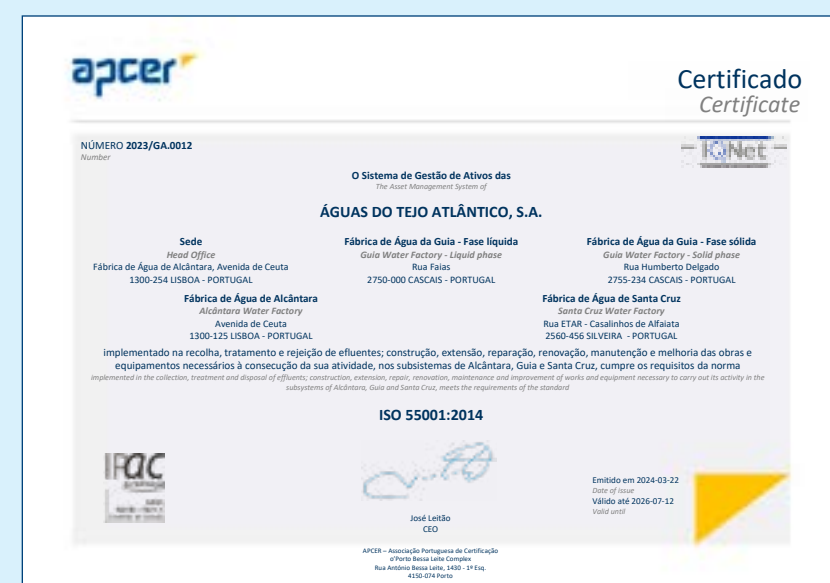 apcer
Certificado
Certificate
NÚMERO 2023/GA.0012
Number
IQNet
O Sistema de Gestão de Ativos das
The Asset Management System of
ÁGUAS DO TEJO ATLÂNTICO, S.A.
Sede
Head Office
Fábrica de Água de Alcântara, Avenida de Ceuta
1300-254 LISBOA - PORTUGAL
Fábrica de Água da Guia - Fase líquida
Guia Water Factory - Liquid phase
Rua Faias
2750-000 CASCAIS - PORTUGAL
Fábrica de Água da Guia - Fase sólida
Guia Water Factory - Solid phase
Rua Humberto Delgado
2755-234 CASCAIS - PORTUGAL
Fábrica de Água de Alcântara
Alcântara Water Factory
Avenida de Ceuta
1300-125 LISBOA - PORTUGAL
Fábrica de Água de Santa Cruz
Santa Cruz Water Factory
Rua ETAR - Casalinhos de Alfaiata
2560-456 SILVEIRA - PORTUGAL
implementado na recolha, tratamento e rejeição de efluentes; construção, extensão, reparação, renovação, manutenção e melhoria das obras e
equipamentos necessários à consecução da sua atividade, nos subsistemas de Alcântara, Guia e Santa Cruz, cumpre os requisitos da norma
implemented in the collection, treatment and disposal of effluents; construction, extension, repair, renovation, maintenance and improvement of works and equipment necessary to carry out its activity in the
subsystems of Alcântara, Guia and Santa Cruz, meets the requirements of the standard
ISO 55001:2014
IPAC
José Leitão
CEO
Emitido em 2024-03-22
Date of issue
Válido até 2026-07-12
Valid until
APCER – Associação Portuguesa de Certificação
o'Porto Bessa Leite Complex
Rua António Bessa Leite, 1430 - 1º Esq.
4150-074 Porto